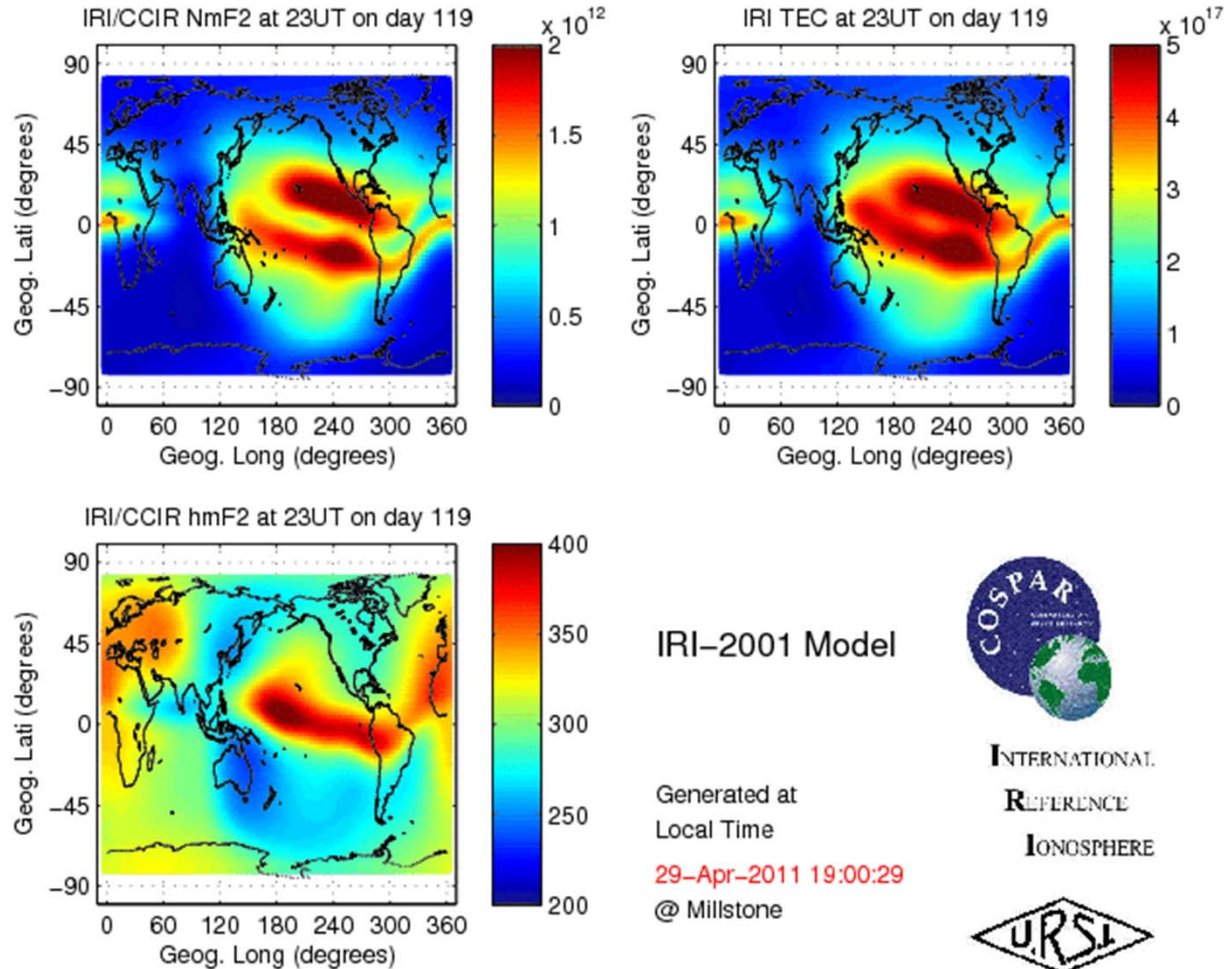 IRI/CCIR NmF2 at 23UT on day 119
x 10^12
90
45
0
−45
−90
Geog. Lati (degrees)
0 60 120 180 240 300 360
Geog. Long (degrees)
2
1.5
1
0.5
0
IRI TEC at 23UT on day 119
x 10^17
90
45
0
−45
−90
Geog. Lati (degrees)
0 60 120 180 240 300 360
Geog. Long (degrees)
5
4
3
2
1
0
IRI/CCIR hmF2 at 23UT on day 119
90
45
0
−45
−90
Geog. Lati (degrees)
0 60 120 180 240 300 360
Geog. Long (degrees)
400
350
300
250
200
IRI−2001 Model
COSPAR
INTERNATIONAL
REFERENCE
IONOSPHERE
Generated at
Local Time
29−Apr−2011 19:00:29
@ Millstone
U.R.S.I.